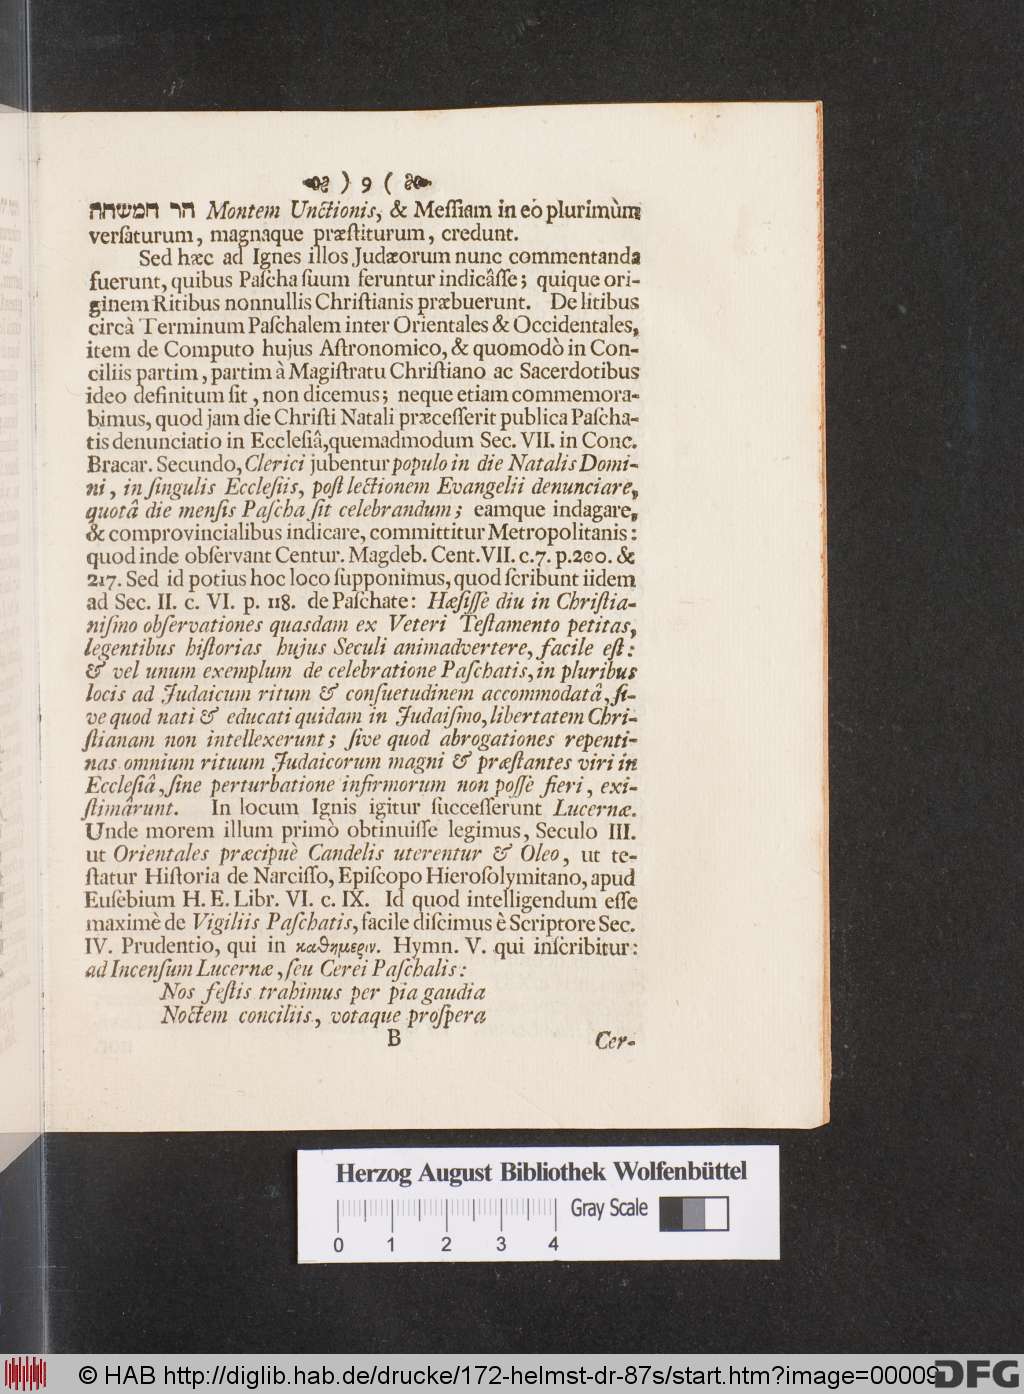 ) 9 (
הר המשחה Montem Unctionis, & Messiam in eò plurimùm
versaturum, magnaque præstiturum, credunt.
Sed hæc ad Ignes illos Judæorum nunc commentanda
fuerunt, quibus Pascha suum feruntur indicâsse; quique ori-
ginem Ritibus nonnullis Christianis præbuerunt. De litibus
circà Terminum Paschalem inter Orientales & Occidentales,
item de Computo hujus Astronomico, & quomodò in Con-
ciliis partim, partim à Magistratu Christiano ac Sacerdotibus
ideo definitum sit, non dicemus; neque etiam commemora-
bimus, quod jam die Christi Natali præcesserit publica Pascha-
tis denunciatio in Ecclesiâ, quemadmodum Sec. VII. in Conc.
Bracar. Secundo, Clerici jubentur populo in die Natalis Domi-
ni, in singulis Ecclesiis, post lectionem Evangelii denunciare,
quotâ die mensis Pascha sit celebrandum; eamque indagare,
& comprovincialibus indicare, committitur Metropolitanis:
quod inde observant Centur. Magdeb. Cent. VII. c. 7. p. 200. &
217. Sed id potius hoc loco supponimus, quod scribunt iidem
ad Sec. II. c. VI. p. 118. de Paschate: Hæsisse diu in Christia-
nismo observationes quasdam ex Veteri Testamento petitas,
legentibus historias hujus Seculi animadvertere, facile est:
& vel unum exemplum de celebratione Paschatis, in pluribus
locis ad Judaicum ritum & consuetudinem accommodatâ, si-
ve quod nati & educati quidam in Judaismo, libertatem Chri-
stianam non intellexerunt; sive quod abrogationes repenti-
nas omnium rituum Judaicorum magni & præstantes viri in
Ecclesiâ, sine perturbatione infirmorum non posse fieri, exi-
stimârunt. In locum Ignis igitur successerunt Lucernæ.
Unde morem illum primò obtinuisse legimus, Seculo III.
ut Orientales præcipuè Candelis uterentur & Oleo, ut te-
statur Historia de Narcisso, Episcopo Hierosolymitano, apud
Eusebium H. E. Libr. VI. c. IX. Id quod intelligendum esse
maximè de Vigiliis Paschatis, facile discimus è Scriptore Sec.
IV. Prudentio, qui in καθημεριν. Hymn. V. qui inscribitur:
ad Incensum Lucernæ, seu Cerei Paschalis:
Nos festis trahimus per pia gaudia
Noctem conciliis, votaque prospera
B Cer-
Herzog August Bibliothek Wolfenbüttel
Gray Scale
0 1 2 3 4
© HAB http://diglib.hab.de/drucke/172-helmst-dr-87s/start.htm?image=00009
DFG